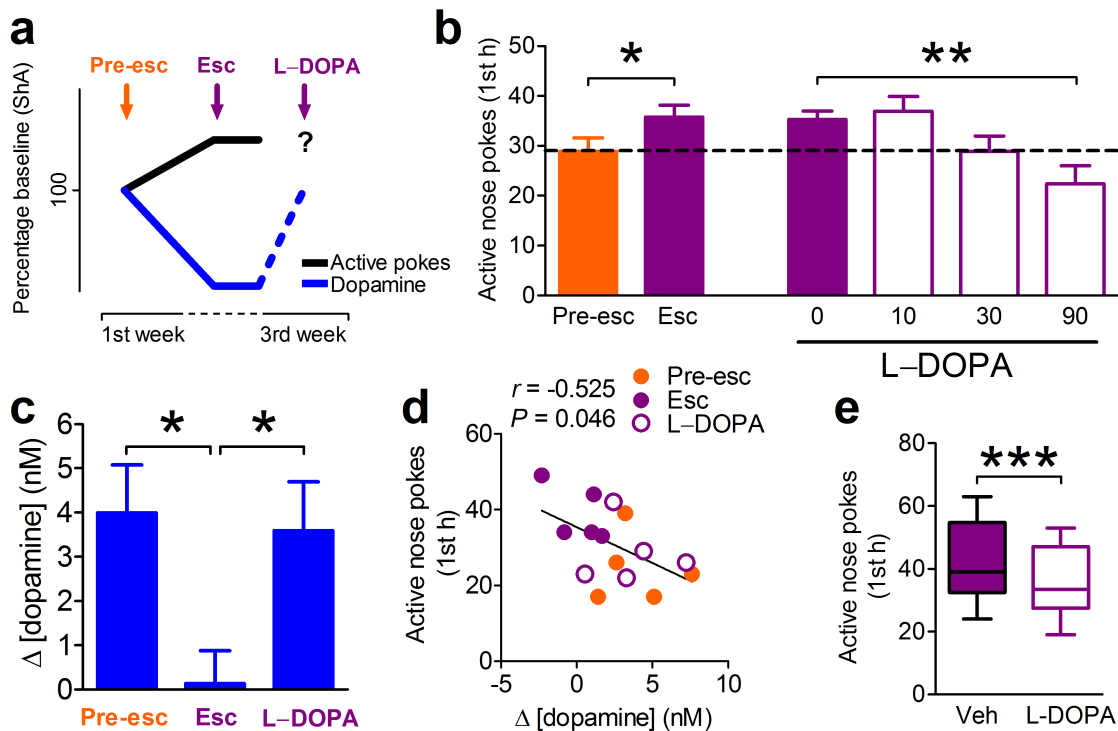 a
Pre-esc Esc L–DOPA
Percentage baseline (ShA)
100
?
Active pokes
Dopamine
1st week 3rd week
b
Active nose pokes (1st h)
50
40
30
20
10
0
*
**
Pre-esc Esc 0 10 30 90
L–DOPA
c
Δ [dopamine] (nM)
6
5
4
3
2
1
0
* *
Pre-esc Esc L–DOPA
d
r = -0.525
P = 0.046
Pre-esc
Esc
L–DOPA
Active nose pokes
(1st h)
60
40
20
0
-5 0 5 10
Δ [dopamine] (nM)
e
Active nose pokes
(1st h)
80
60
40
20
0
***
Veh L-DOPA